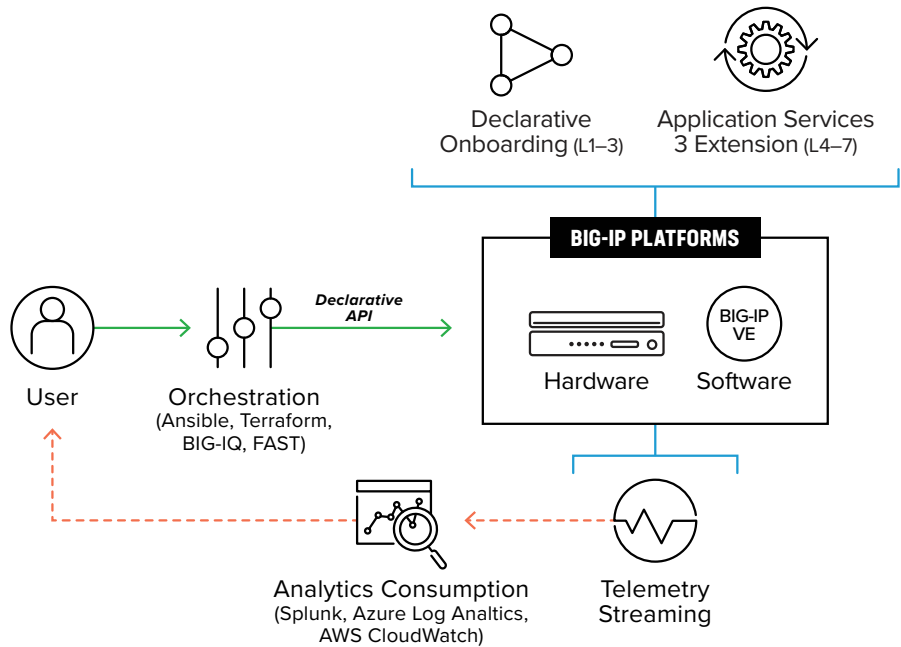 Declarative
Onboarding (L1–3)
Application Services
3 Extension (L4–7)
BIG-IP PLATFORMS
Declarative
API
BIG-IP
VE
Hardware
Software
User
Orchestration
(Ansible, Terraform,
BIG-IQ, FAST)
Analytics Consumption
(Splunk, Azure Log Analtics,
AWS CloudWatch)
Telemetry
Streaming